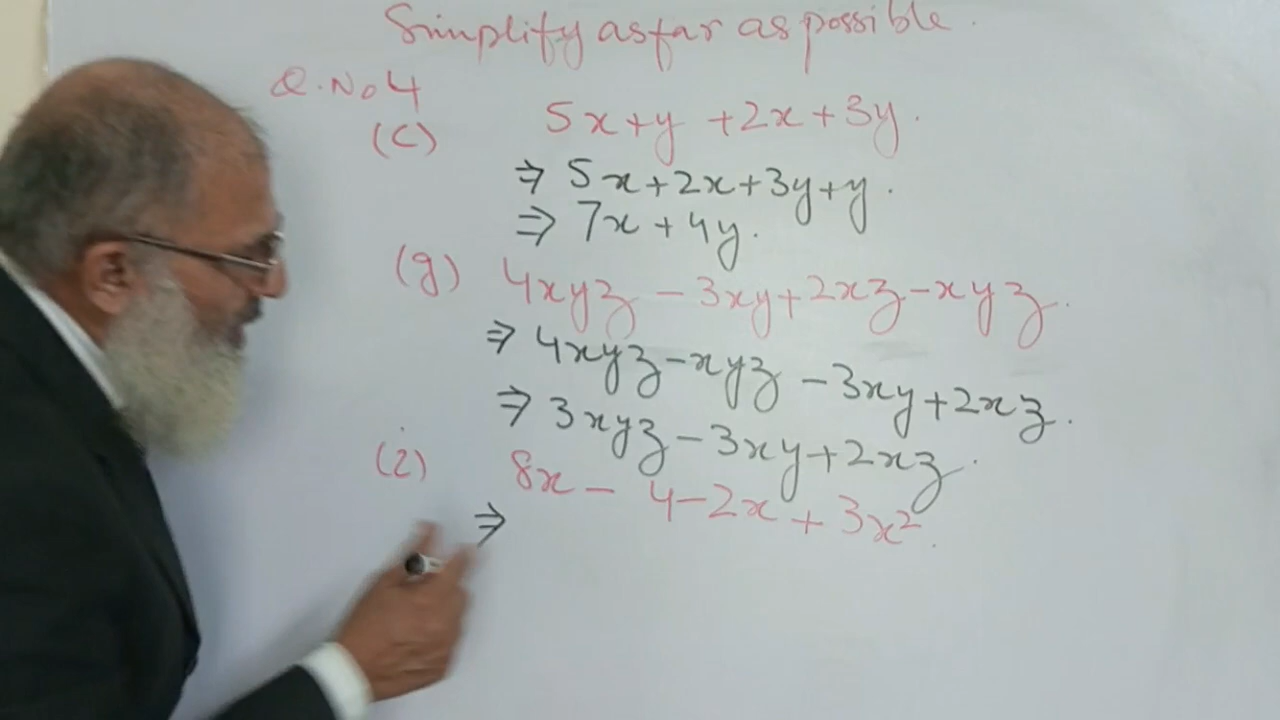 Simplify as far as possible.
Q.No 4
(c) 5x+y +2x+3y.
⇒ 5x+2x+3y+y.
⇒ 7x+4y.
(g) 4xyz-3xy+2xz-xyz.
⇒ 4xyz-xyz-3xy+2xz.
⇒ 3xyz-3xy+2xz.
(i) 8x- 4-2x+3x².
⇒